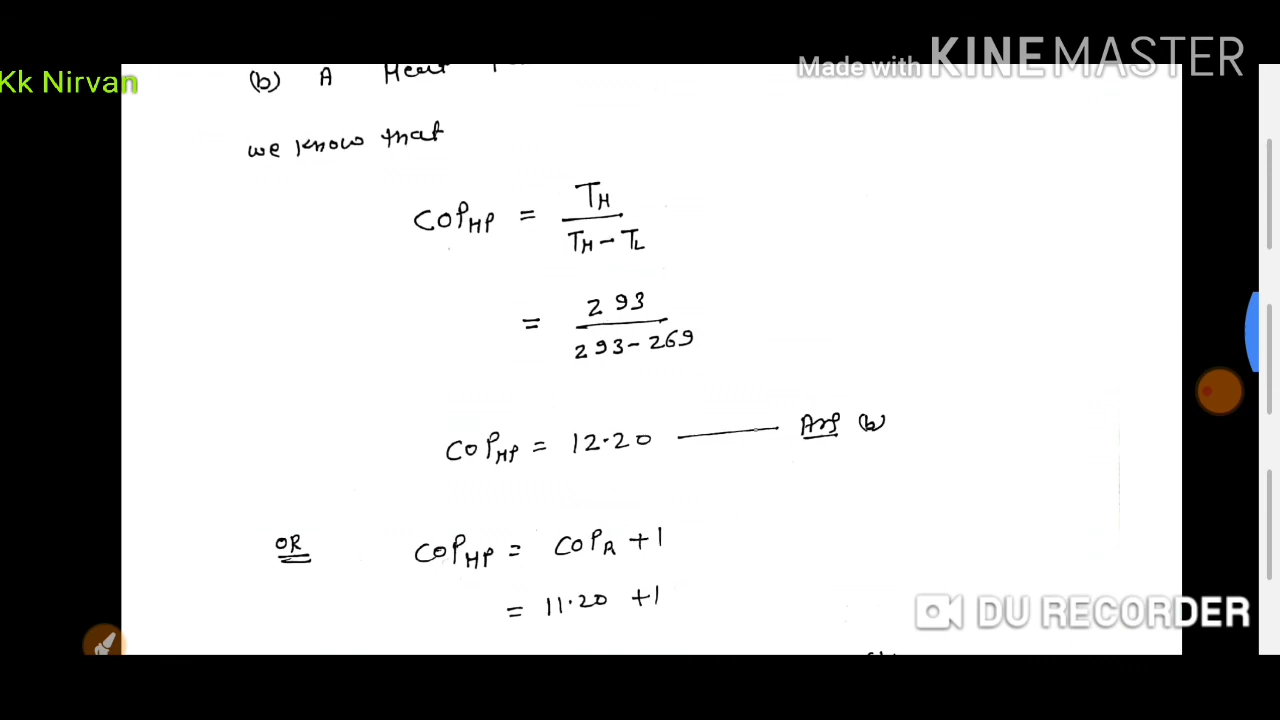 Made with KINEMASTER
Kk Nirvan
(b) A Heat
we know that
COP_HP = T_H / (T_H - T_L)
= 293 / (293 - 269)
COP_HP = 12.20 Ans (b)
OR COP_HP = COP_R + 1
= 11.20 + 1
DU RECORDER